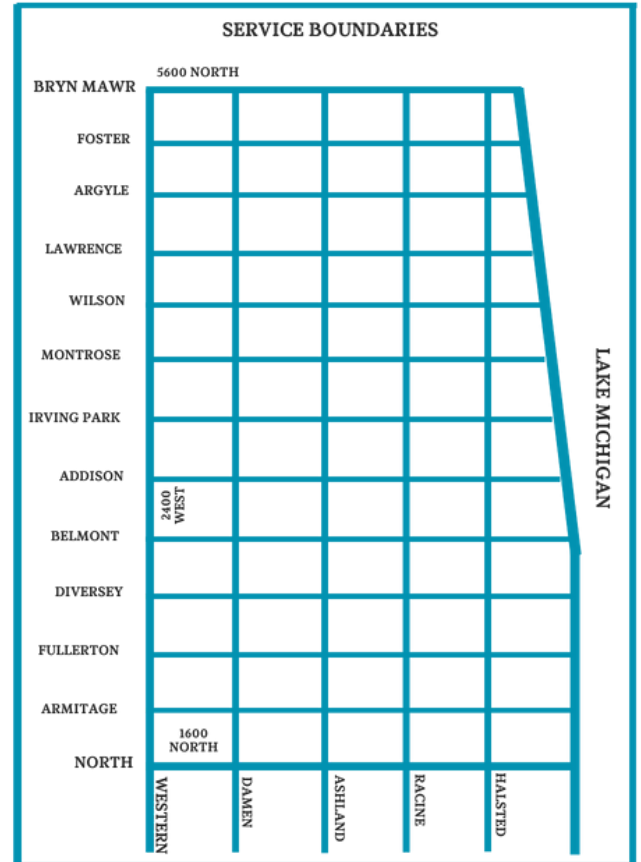 SERVICE BOUNDARIES
5600 NORTH
BRYN MAWR
FOSTER
ARGYLE
LAWRENCE
WILSON
MONTROSE
IRVING PARK
ADDISON
2400
WEST
BELMONT
DIVERSEY
FULLERTON
ARMITAGE
1600
NORTH
NORTH
WESTERN
DAMEN
ASHLAND
RACINE
HALSTED
LAKE MICHIGAN